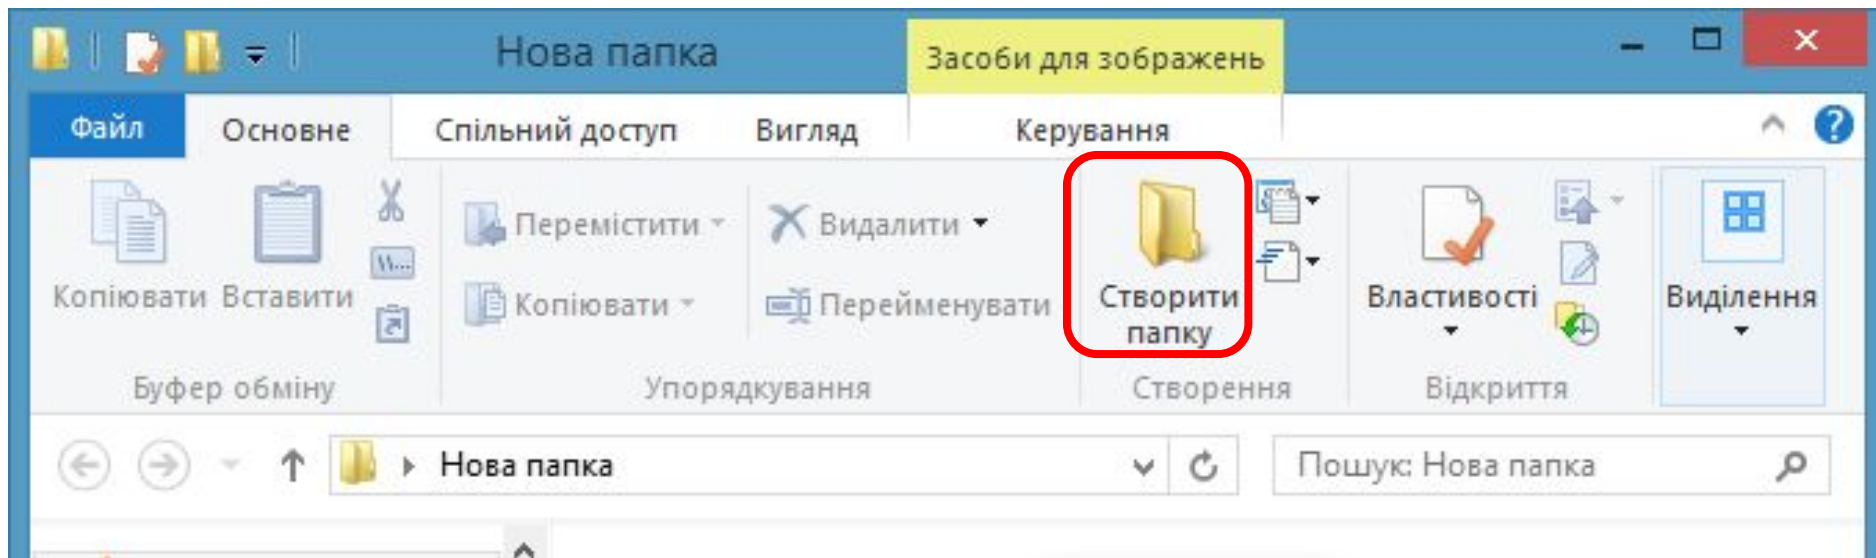 Нова папка
Засоби для зображень
Файл
Основне
Спільний доступ
Вигляд
Керування
Копіювати
Вставити
Перемістити
Копіювати
Видалити
Перейменувати
Створити
папку
Властивості
Виділення
Буфер обміну
Упорядкування
Створення
Відкриття
Нова папка
Пошук: Нова папка